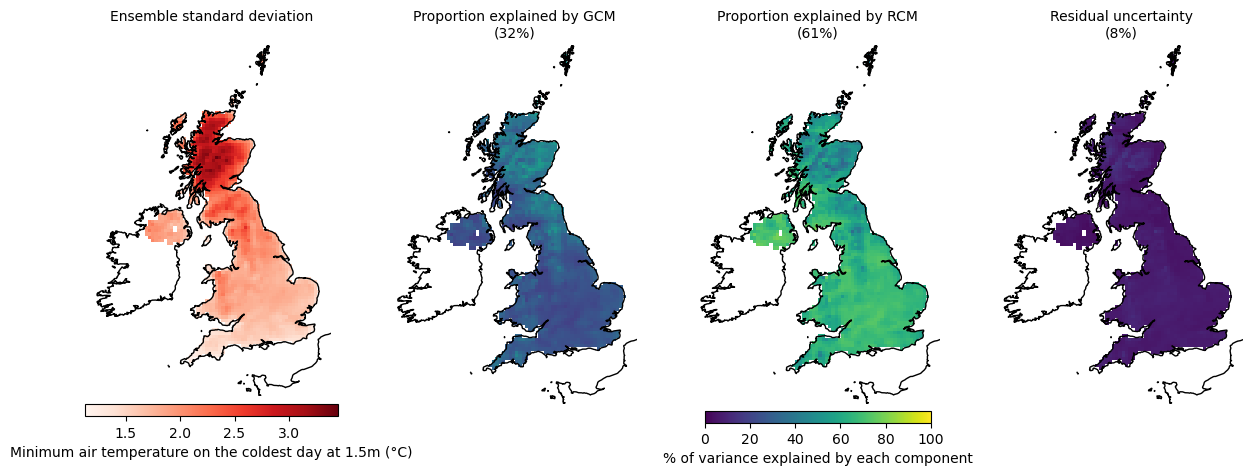 Ensemble standard deviation
Proportion explained by GCM
(32%)
Proportion explained by RCM
(61%)
Residual uncertainty
(8%)
1.5 2.0 2.5 3.0
Minimum air temperature on the coldest day at 1.5m (°C)
0 20 40 60 80 100
% of variance explained by each component